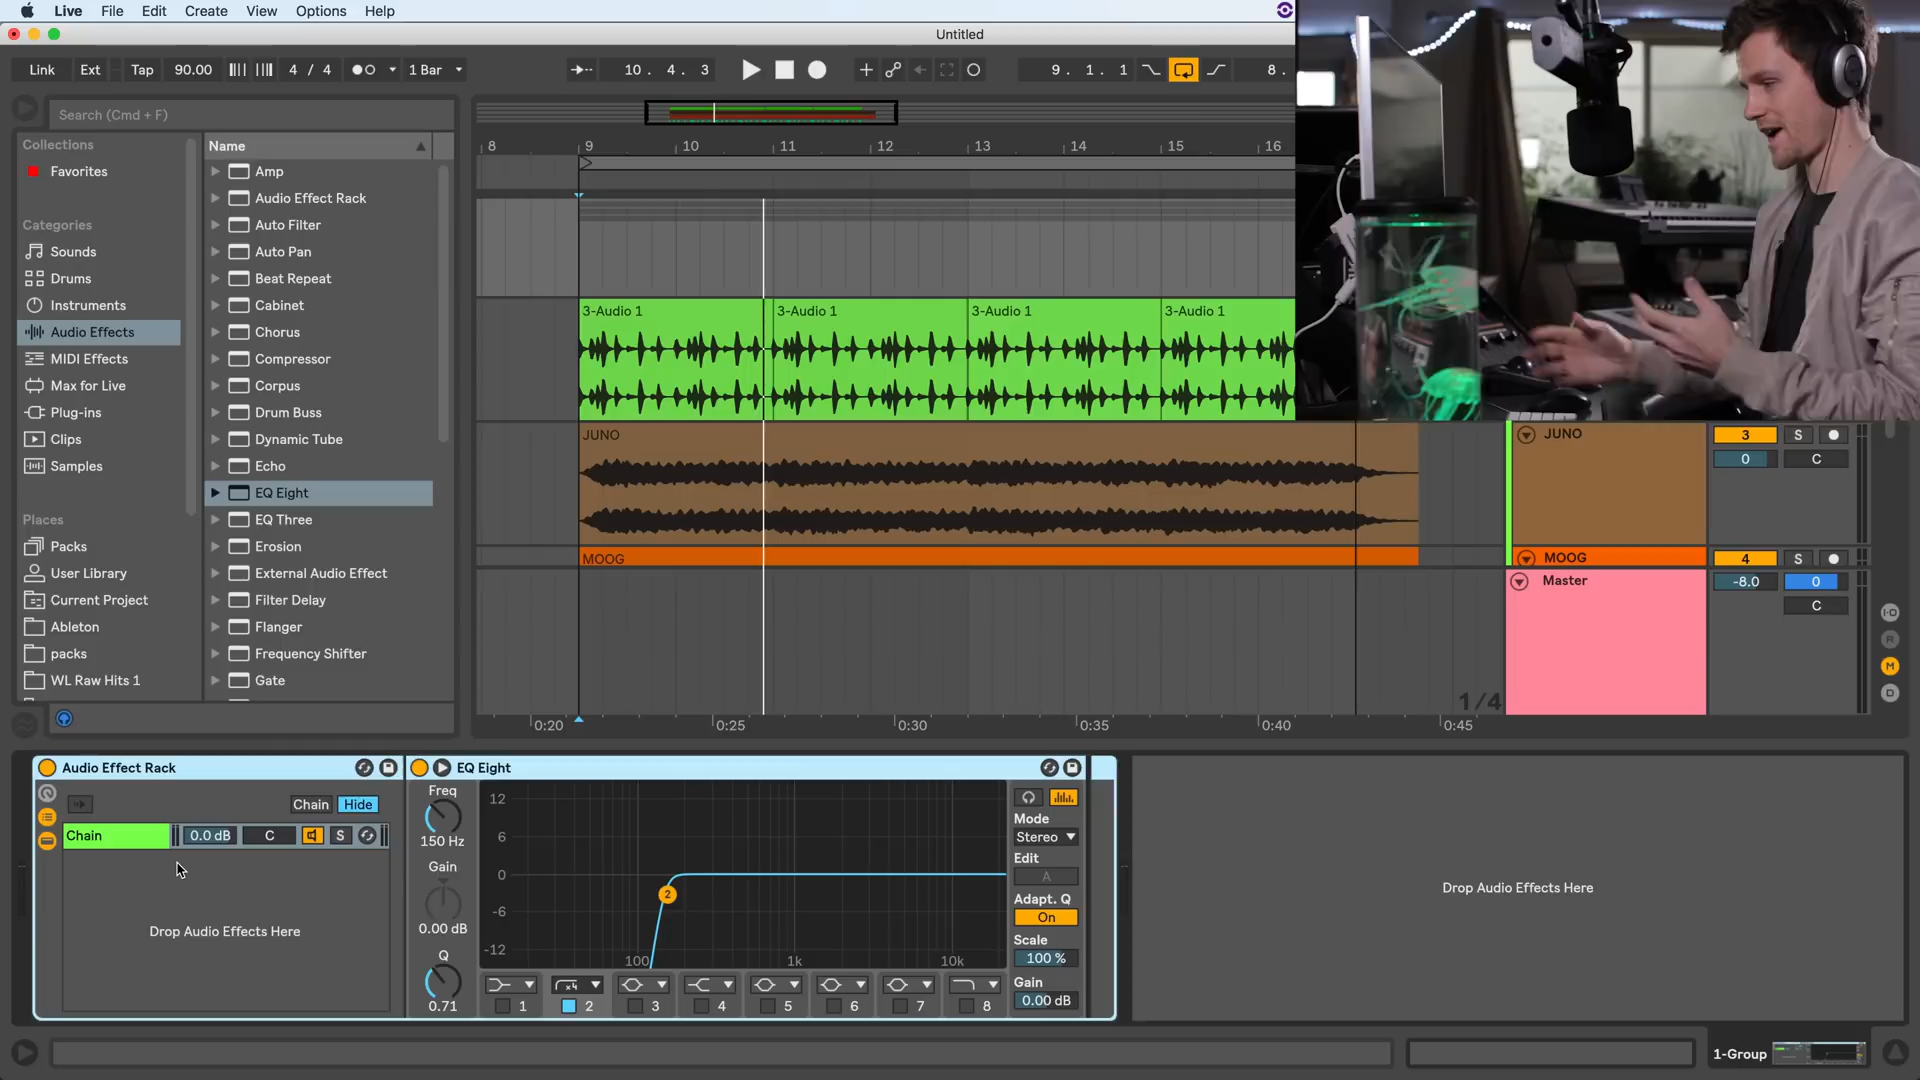 Live File Edit Create View Options Help
Untitled
Link Ext Tap 90.00 4 / 4 1 Bar 10. 4. 3 9. 1. 1 8.
Search (Cmd + F)
Collections
Favorites
Categories
Sounds
Drums
Instruments
Audio Effects
MIDI Effects
Max for Live
Plug-ins
Clips
Samples
Places
Packs
User Library
Current Project
Ableton
packs
WL Raw Hits 1
Name
Amp
Audio Effect Rack
Auto Filter
Auto Pan
Beat Repeat
Cabinet
Chorus
Compressor
Corpus
Drum Buss
Dynamic Tube
Echo
EQ Eight
EQ Three
Erosion
External Audio Effect
Filter Delay
Flanger
Frequency Shifter
Gate
8 9 10 11 12 13 14 15 16
3-Audio 1 3-Audio 1 3-Audio 1 3-Audio 1
JUNO
MOOG
JUNO 3 S
0 C
MOOG 4 S
Master -8.0 0
C
I·O
R
M
D
1/4
0:20 0:25 0:30 0:35 0:40 0:45
Audio Effect Rack
Chain Hide
Chain 0.0 dB C S
Drop Audio Effects Here
EQ Eight
Freq
150 Hz
Gain
0.00 dB
Q
0.71
12
6
0
-6
-12
100 1k 10k
2
x4
1 2 3 4 5 6 7 8
Mode
Stereo
Edit
A
Adapt. Q
On
Scale
100 %
Gain
0.00 dB
Drop Audio Effects Here
1-Group